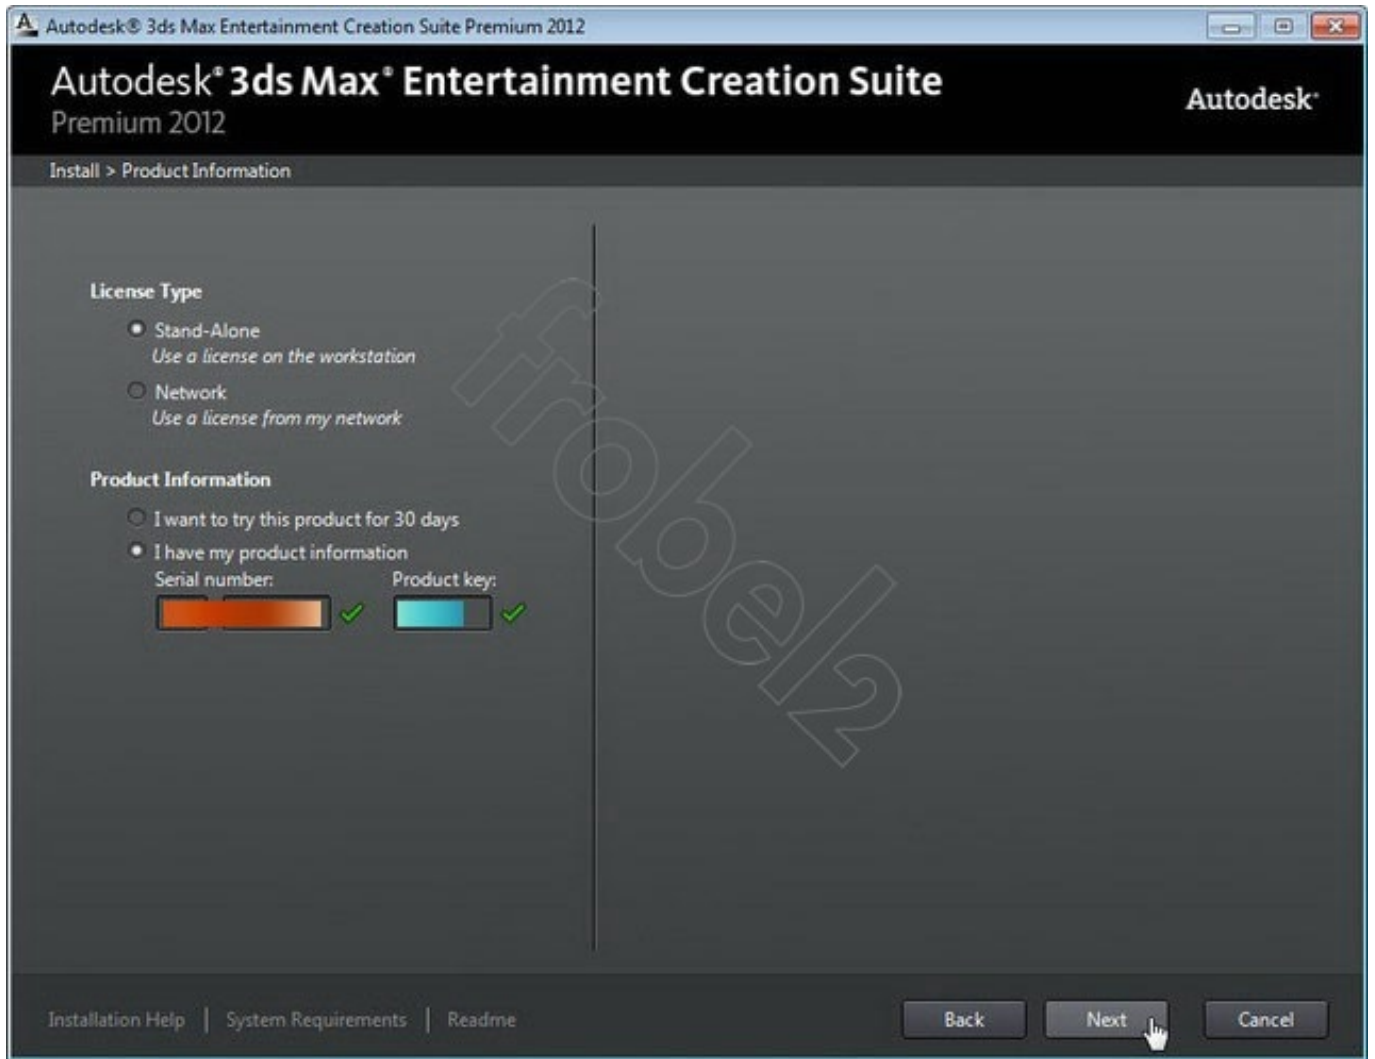 Autodesk® 3ds Max Entertainment Creation Suite Premium 2012
Autodesk® 3ds Max® Entertainment Creation Suite
Premium 2012
Autodesk®
Install > Product Information
License Type
Stand-Alone
Use a license on the workstation
Network
Use a license from my network
Product Information
I want to try this product for 30 days
I have my product information
Serial number: Product key:
frobel2
Installation Help | System Requirements | Readme
Back Next Cancel